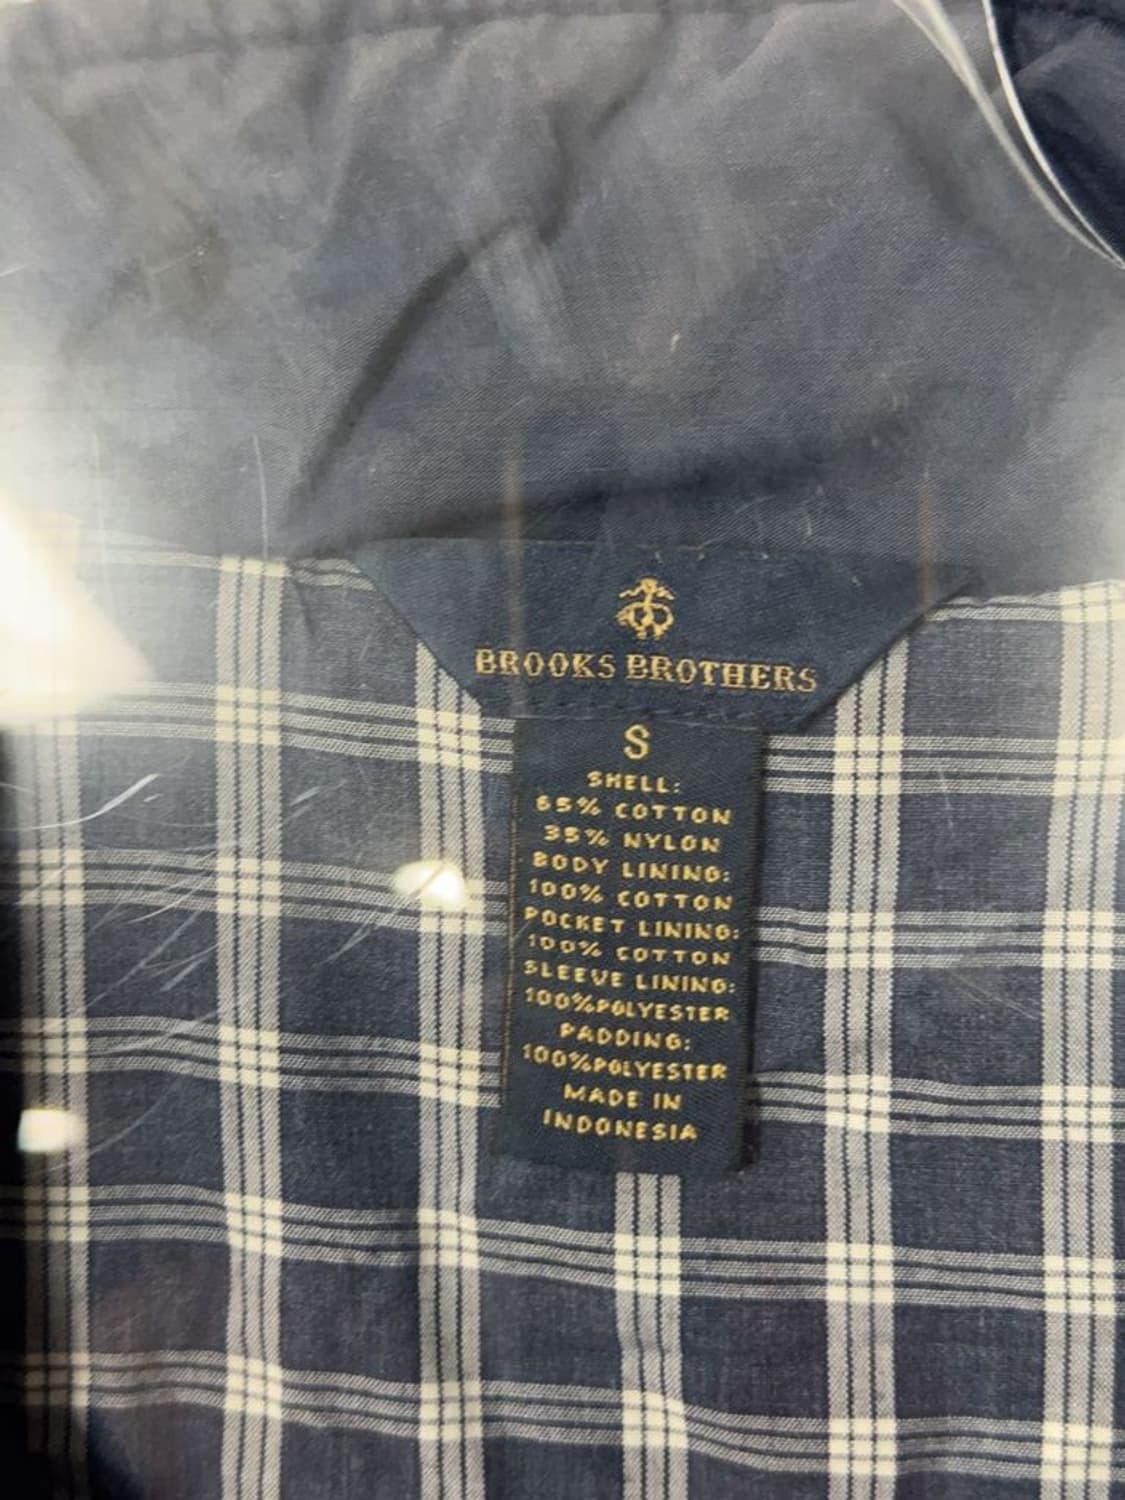 BROOKS BROTHERS
S
SHELL:
65% COTTON
35% NYLON
BODY LINING:
100% COTTON
POCKET LINING:
100% COTTON
SLEEVE LINING:
100%POLYESTER
PADDING:
100%POLYESTER
MADE IN
INDONESIA